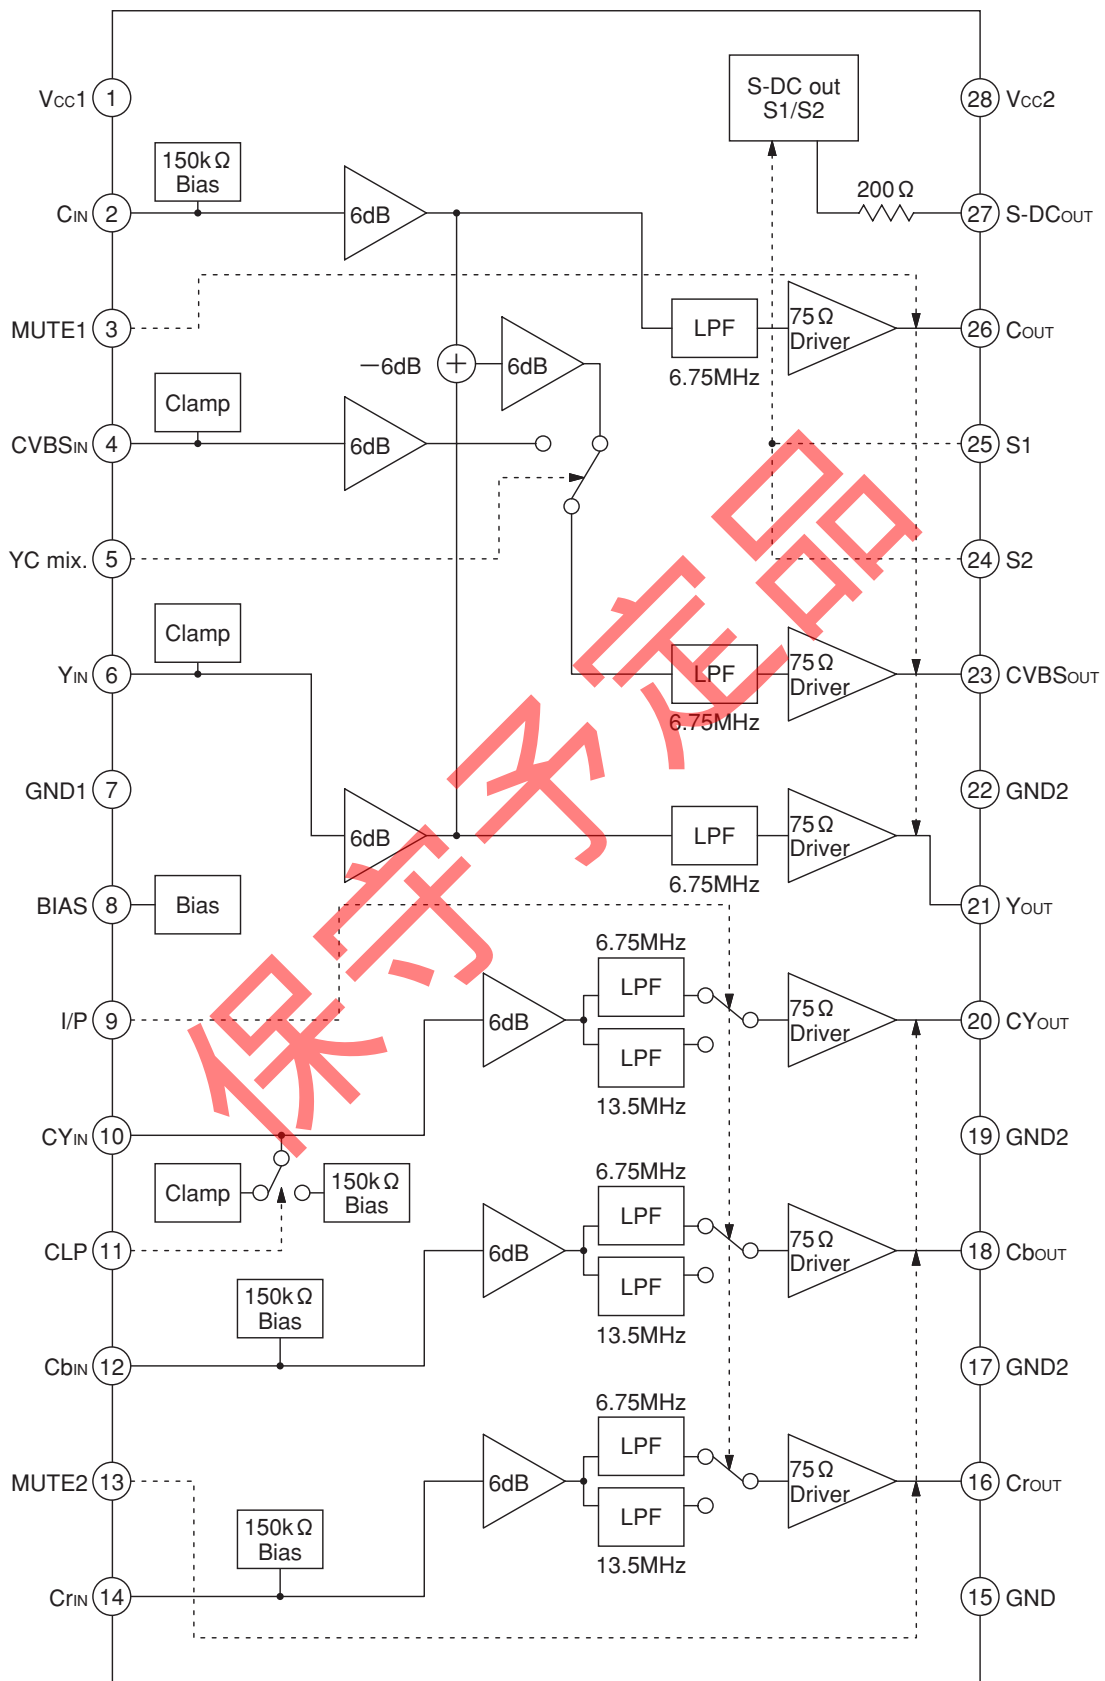 Vcc1 1
28 Vcc2
S-DC out
S1/S2
150kΩ
Bias
CIN 2
6dB
200Ω
27 S-DCOUT
MUTE1 3
LPF
6.75MHz
75Ω
Driver
26 COUT
−6dB
+
6dB
Clamp
CVBSIN 4
6dB
25 S1
YC mix. 5
24 S2
Clamp
YIN 6
LPF
6.75MHz
75Ω
Driver
23 CVBSOUT
GND1 7
22 GND2
6dB
LPF
6.75MHz
75Ω
Driver
BIAS 8
Bias
21 YOUT
I/P 9
6dB
6.75MHz
LPF
LPF
13.5MHz
75Ω
Driver
20 CYOUT
CYIN 10
19 GND2
Clamp
150kΩ
Bias
CLP 11
6dB
6.75MHz
LPF
LPF
13.5MHz
75Ω
Driver
18 CbOUT
150kΩ
Bias
CbIN 12
17 GND2
MUTE2 13
6dB
6.75MHz
LPF
LPF
13.5MHz
75Ω
Driver
16 CrOUT
150kΩ
Bias
CrIN 14
15 GND
保守予定品